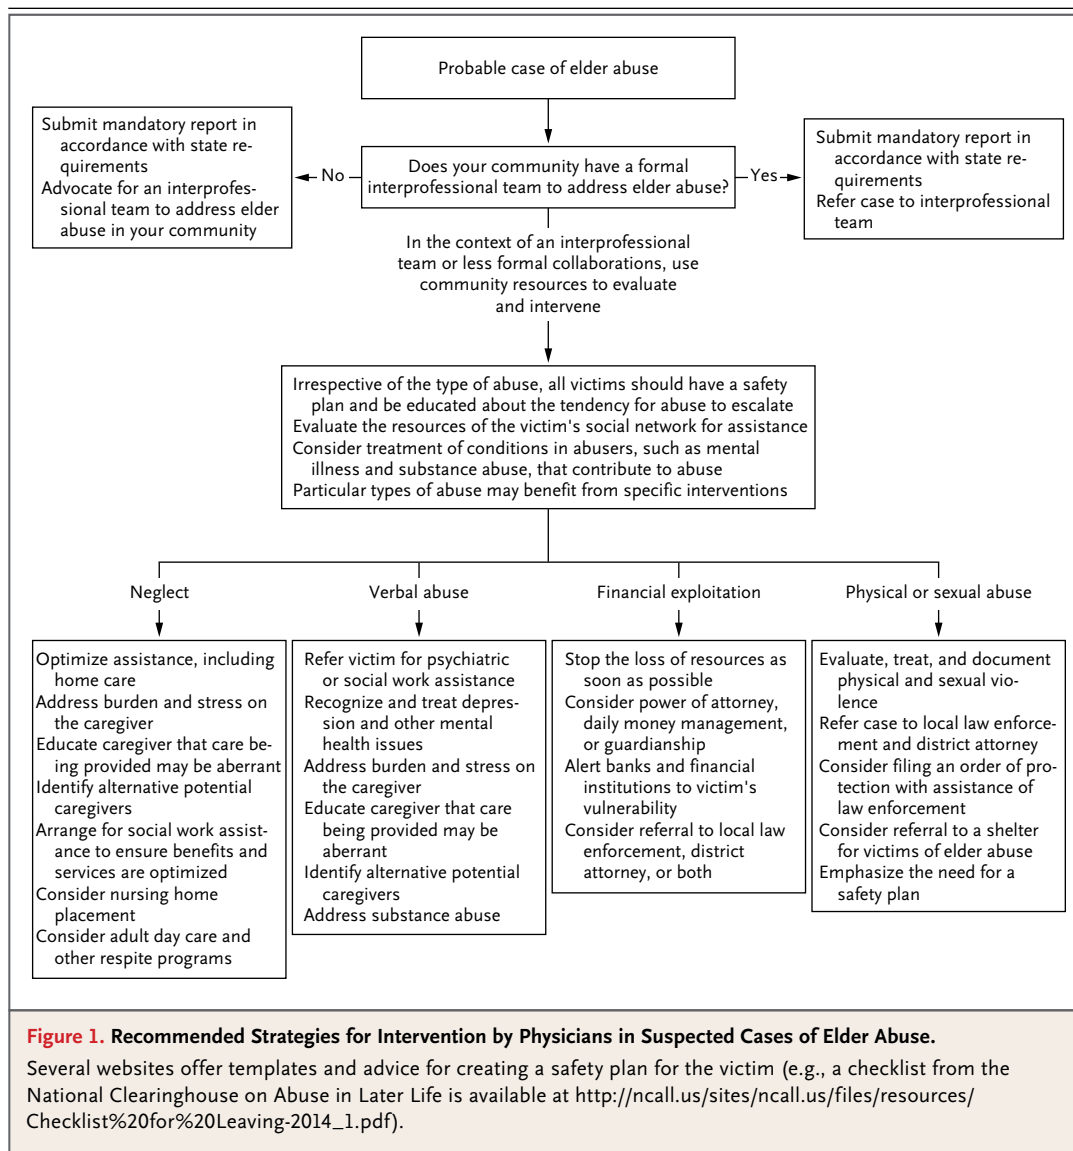 Probable case of elder abuse
Submit mandatory report in
accordance with state re-
quirements
Advocate for an interprofes-
sional team to address elder
abuse in your community
No
Does your community have a formal
interprofessional team to address elder abuse?
Yes
Submit mandatory report in
accordance with state re-
quirements
Refer case to interprofessional
team
In the context of an interprofessional
team or less formal collaborations, use
community resources to evaluate
and intervene
Irrespective of the type of abuse, all victims should have a safety
plan and be educated about the tendency for abuse to escalate
Evaluate the resources of the victim's social network for assistance
Consider treatment of conditions in abusers, such as mental
illness and substance abuse, that contribute to abuse
Particular types of abuse may benefit from specific interventions
Neglect
Optimize assistance, including
home care
Address burden and stress on
the caregiver
Educate caregiver that care be-
ing provided may be aberrant
Identify alternative potential
caregivers
Arrange for social work assist-
ance to ensure benefits and
services are optimized
Consider nursing home
placement
Consider adult day care and
other respite programs
Verbal abuse
Refer victim for psychiatric
or social work assistance
Recognize and treat depres-
sion and other mental
health issues
Address burden and stress on
the caregiver
Educate caregiver that care
being provided may be
aberrant
Identify alternative potential
caregivers
Address substance abuse
Financial exploitation
Stop the loss of resources as
soon as possible
Consider power of attorney,
daily money management,
or guardianship
Alert banks and financial
institutions to victim's
vulnerability
Consider referral to local law
enforcement, district
attorney, or both
Physical or sexual abuse
Evaluate, treat, and document
physical and sexual vio-
lence
Refer case to local law enforce-
ment and district attorney
Consider filing an order of pro-
tection with assistance of
law enforcement
Consider referral to a shelter
for victims of elder abuse
Emphasize the need for a
safety plan
Figure 1. Recommended Strategies for Intervention by Physicians in Suspected Cases of Elder Abuse.
Several websites offer templates and advice for creating a safety plan for the victim (e.g., a checklist from the
National Clearinghouse on Abuse in Later Life is available at http://ncall.us/sites/ncall.us/files/resources/
Checklist%20for%20Leaving-2014_1.pdf).